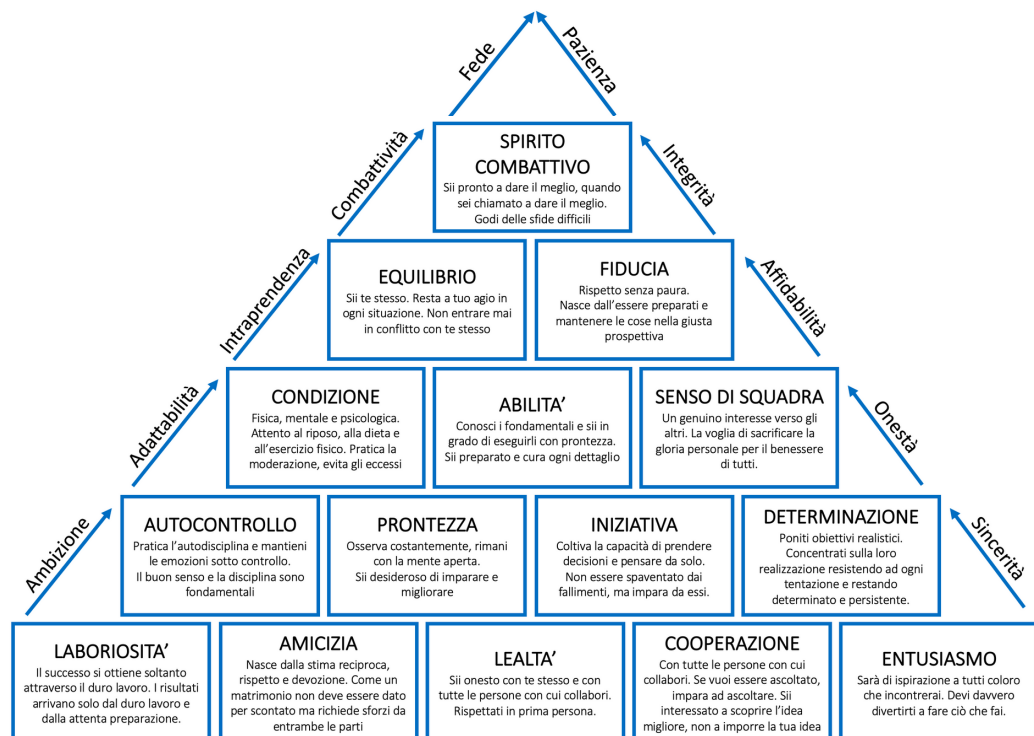 Fede
Pazienza
SPIRITO
COMBATTIVO
Sii pronto a dare il meglio, quando
sei chiamato a dare il meglio.
Godi delle sfide difficili
Combattività
Integrità
EQUILIBRIO
Sii te stesso. Resta a tuo agio in
ogni situazione. Non entrare mai
in conflitto con te stesso
FIDUCIA
Rispetto senza paura.
Nasce dall'essere preparati e
mantenere le cose nella giusta
prospettiva
Intraprendenza
Affidabilità
CONDIZIONE
Fisica, mentale e psicologica.
Attento al riposo, alla dieta e
all'esercizio fisico. Pratica la
moderazione, evita gli eccessi
ABILITA'
Conosci i fondamentali e sii in
grado di eseguirli con prontezza.
Sii preparato e cura ogni dettaglio
SENSO DI SQUADRA
Un genuino interesse verso gli
altri. La voglia di sacrificare la
gloria personale per il benessere
di tutti.
Adattabilità
Onestà
AUTOCONTROLLO
Pratica l'autodisciplina e mantieni
le emozioni sotto controllo.
Il buon senso e la disciplina sono
fondamentali
PRONTEZZA
Osserva costantemente, rimani
con la mente aperta.
Sii desideroso di imparare e
migliorare
INIZIATIVA
Coltiva la capacità di prendere
decisioni e pensare da solo.
Non essere spaventato dai
fallimenti, ma impara da essi.
DETERMINAZIONE
Poniti obiettivi realistici.
Concentrati sulla loro
realizzazione resistendo ad ogni
tentazione e restando
determinato e persistente.
Ambizione
Sincerità
LABORIOSITA'
Il successo si ottiene soltanto
attraverso il duro lavoro. I risultati
arrivano solo dal duro lavoro e
dalla attenta preparazione.
AMICIZIA
Nasce dalla stima reciproca,
rispetto e devozione. Come un
matrimonio non deve essere dato
per scontato ma richiede sforzi da
entrambe le parti
LEALTA'
Sii onesto con te stesso e con
tutte le persone con cui collabori.
Rispettati in prima persona.
COOPERAZIONE
Con tutte le persone con cui
collabori. Se vuoi essere ascoltato,
impara ad ascoltare. Sii
interessato a scoprire l'idea
migliore, non a imporre la tua idea
ENTUSIASMO
Sarà di ispirazione a tutti coloro
che incontrerai. Devi davvero
divertirti a fare ciò che fai.